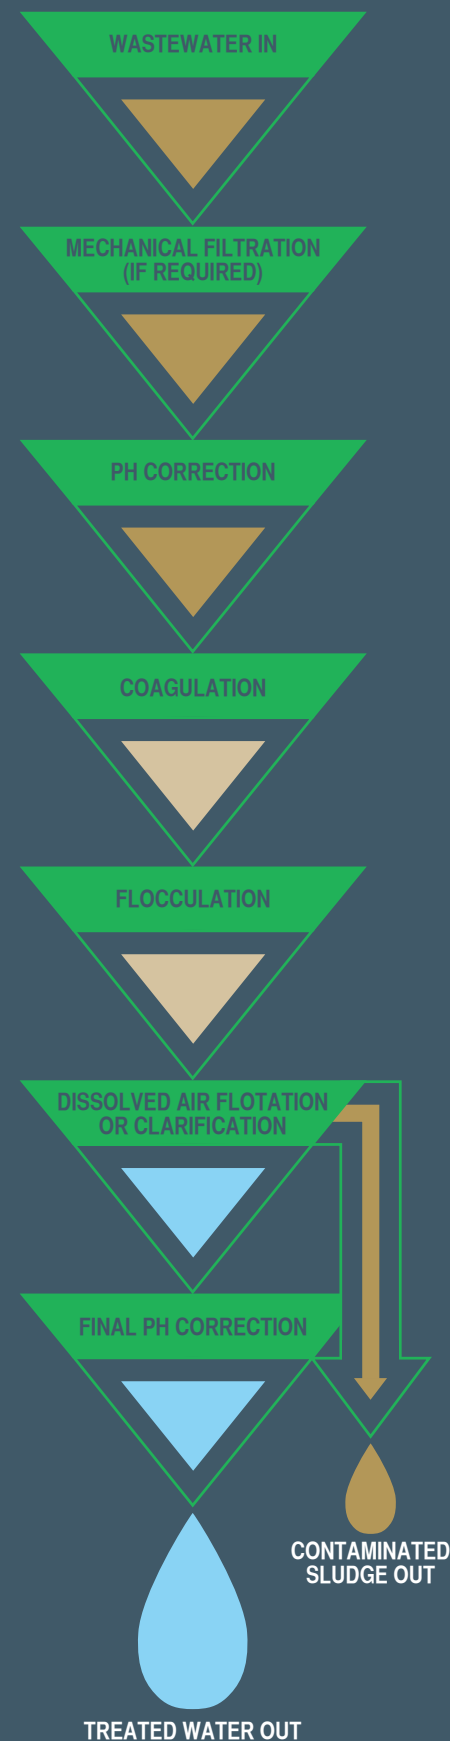 WASTEWATER IN
MECHANICAL FILTRATION
(IF REQUIRED)
PH CORRECTION
COAGULATION
FLOCCULATION
DISSOLVED AIR FLOTATION
OR CLARIFICATION
FINAL PH CORRECTION
CONTAMINATED
SLUDGE OUT
TREATED WATER OUT